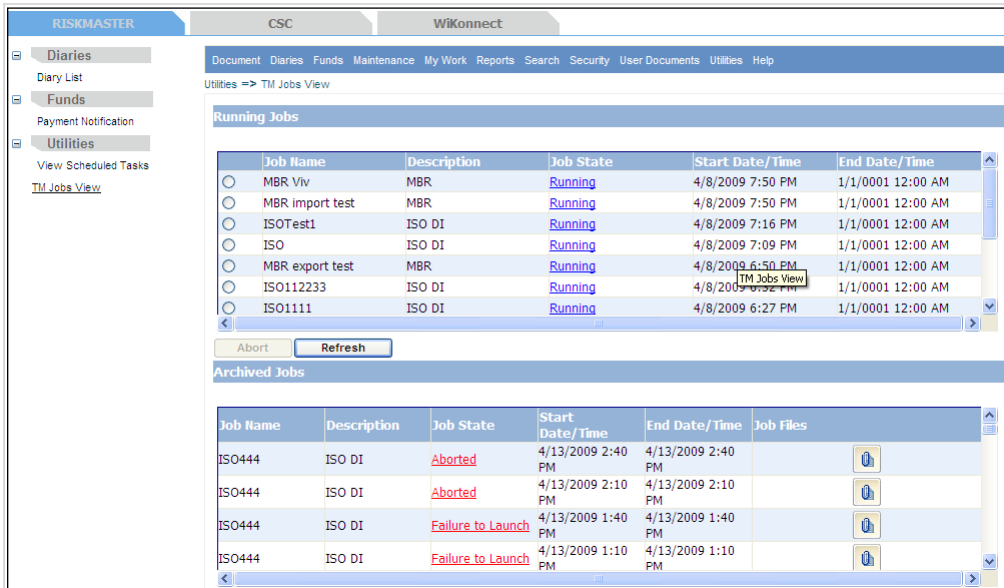 RISKMASTER CSC WiKonnect
Diaries
Diary List
Funds
Payment Notification
Utilities
View Scheduled Tasks
TM Jobs View
Document Diaries Funds Maintenance My Work Reports Search Security User Documents Utilities Help
Utilities => TM Jobs View
Running Jobs
Job Name Description Job State Start Date/Time End Date/Time
MBR Viv MBR Running 4/8/2009 7:50 PM 1/1/0001 12:00 AM
MBR import test MBR Running 4/8/2009 7:50 PM 1/1/0001 12:00 AM
ISOTest1 ISO DI Running 4/8/2009 7:16 PM 1/1/0001 12:00 AM
ISO ISO DI Running 4/8/2009 7:09 PM 1/1/0001 12:00 AM
MBR export test MBR Running 4/8/2009 6:50 PM 1/1/0001 12:00 AM
TM Jobs View
ISO112233 ISO DI Running 4/8/2009 6:32 PM 1/1/0001 12:00 AM
ISO1111 ISO DI Running 4/8/2009 6:27 PM 1/1/0001 12:00 AM
Abort Refresh
Archived Jobs
Job Name Description Job State Start Date/Time End Date/Time Job Files
ISO444 ISO DI Aborted 4/13/2009 2:40 PM 4/13/2009 2:40 PM
ISO444 ISO DI Aborted 4/13/2009 2:10 PM 4/13/2009 2:10 PM
ISO444 ISO DI Failure to Launch 4/13/2009 1:40 PM 4/13/2009 1:40 PM
ISO444 ISO DI Failure to Launch 4/13/2009 1:10 PM 4/13/2009 1:10 PM